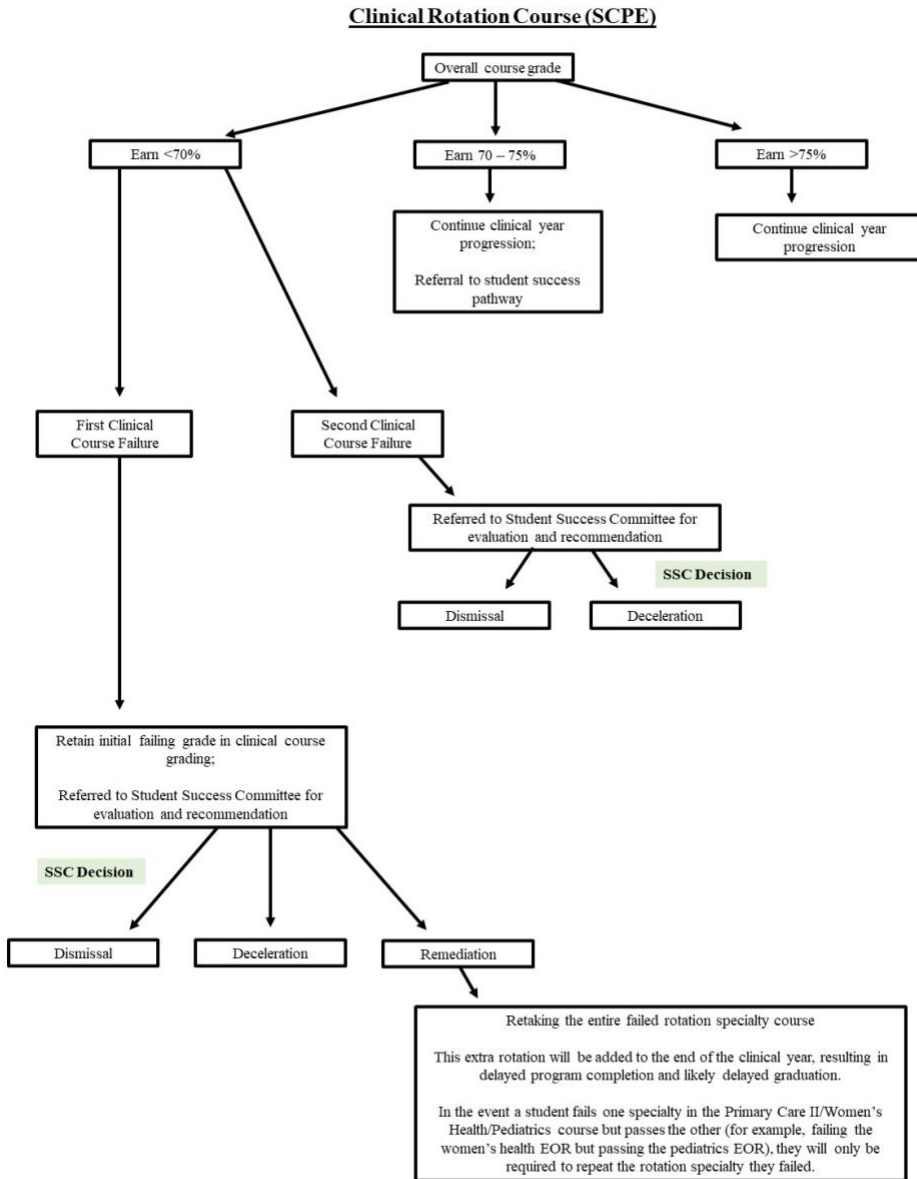 Clinical Rotation Course (SCPE)
Overall course grade
Earn <70%
Earn 70 – 75%
Earn >75%
Continue clinical year
progression;
Referral to student success
pathway
Continue clinical year
progression
First Clinical
Course Failure
Second Clinical
Course Failure
Referred to Student Success Committee for
evaluation and recommendation
SSC Decision
Dismissal
Deceleration
Retain initial failing grade in clinical course
grading;
Referred to Student Success Committee for
evaluation and recommendation
SSC Decision
Dismissal
Deceleration
Remediation
Retaking the entire failed rotation specialty course
This extra rotation will be added to the end of the clinical year, resulting in
delayed program completion and likely delayed graduation.
In the event a student fails one specialty in the Primary Care II/Women's
Health/Pediatrics course but passes the other (for example, failing the
women's health EOR but passing the pediatrics EOR), they will only be
required to repeat the rotation specialty they failed.